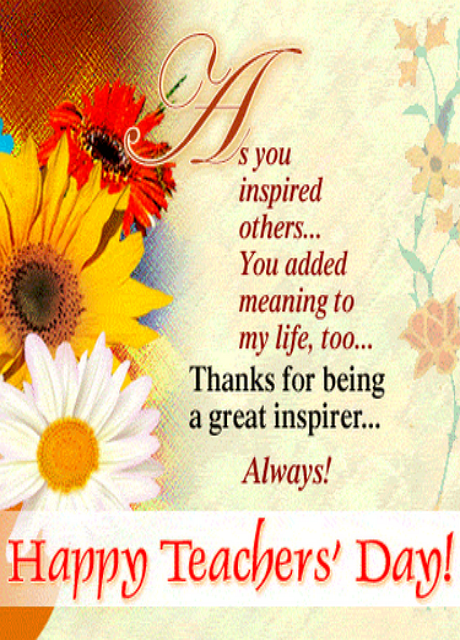 As you
inspired
others...
You added
meaning to
my life, too...
Thanks for being
a great inspirer...
Always!
Happy Teachers' Day!